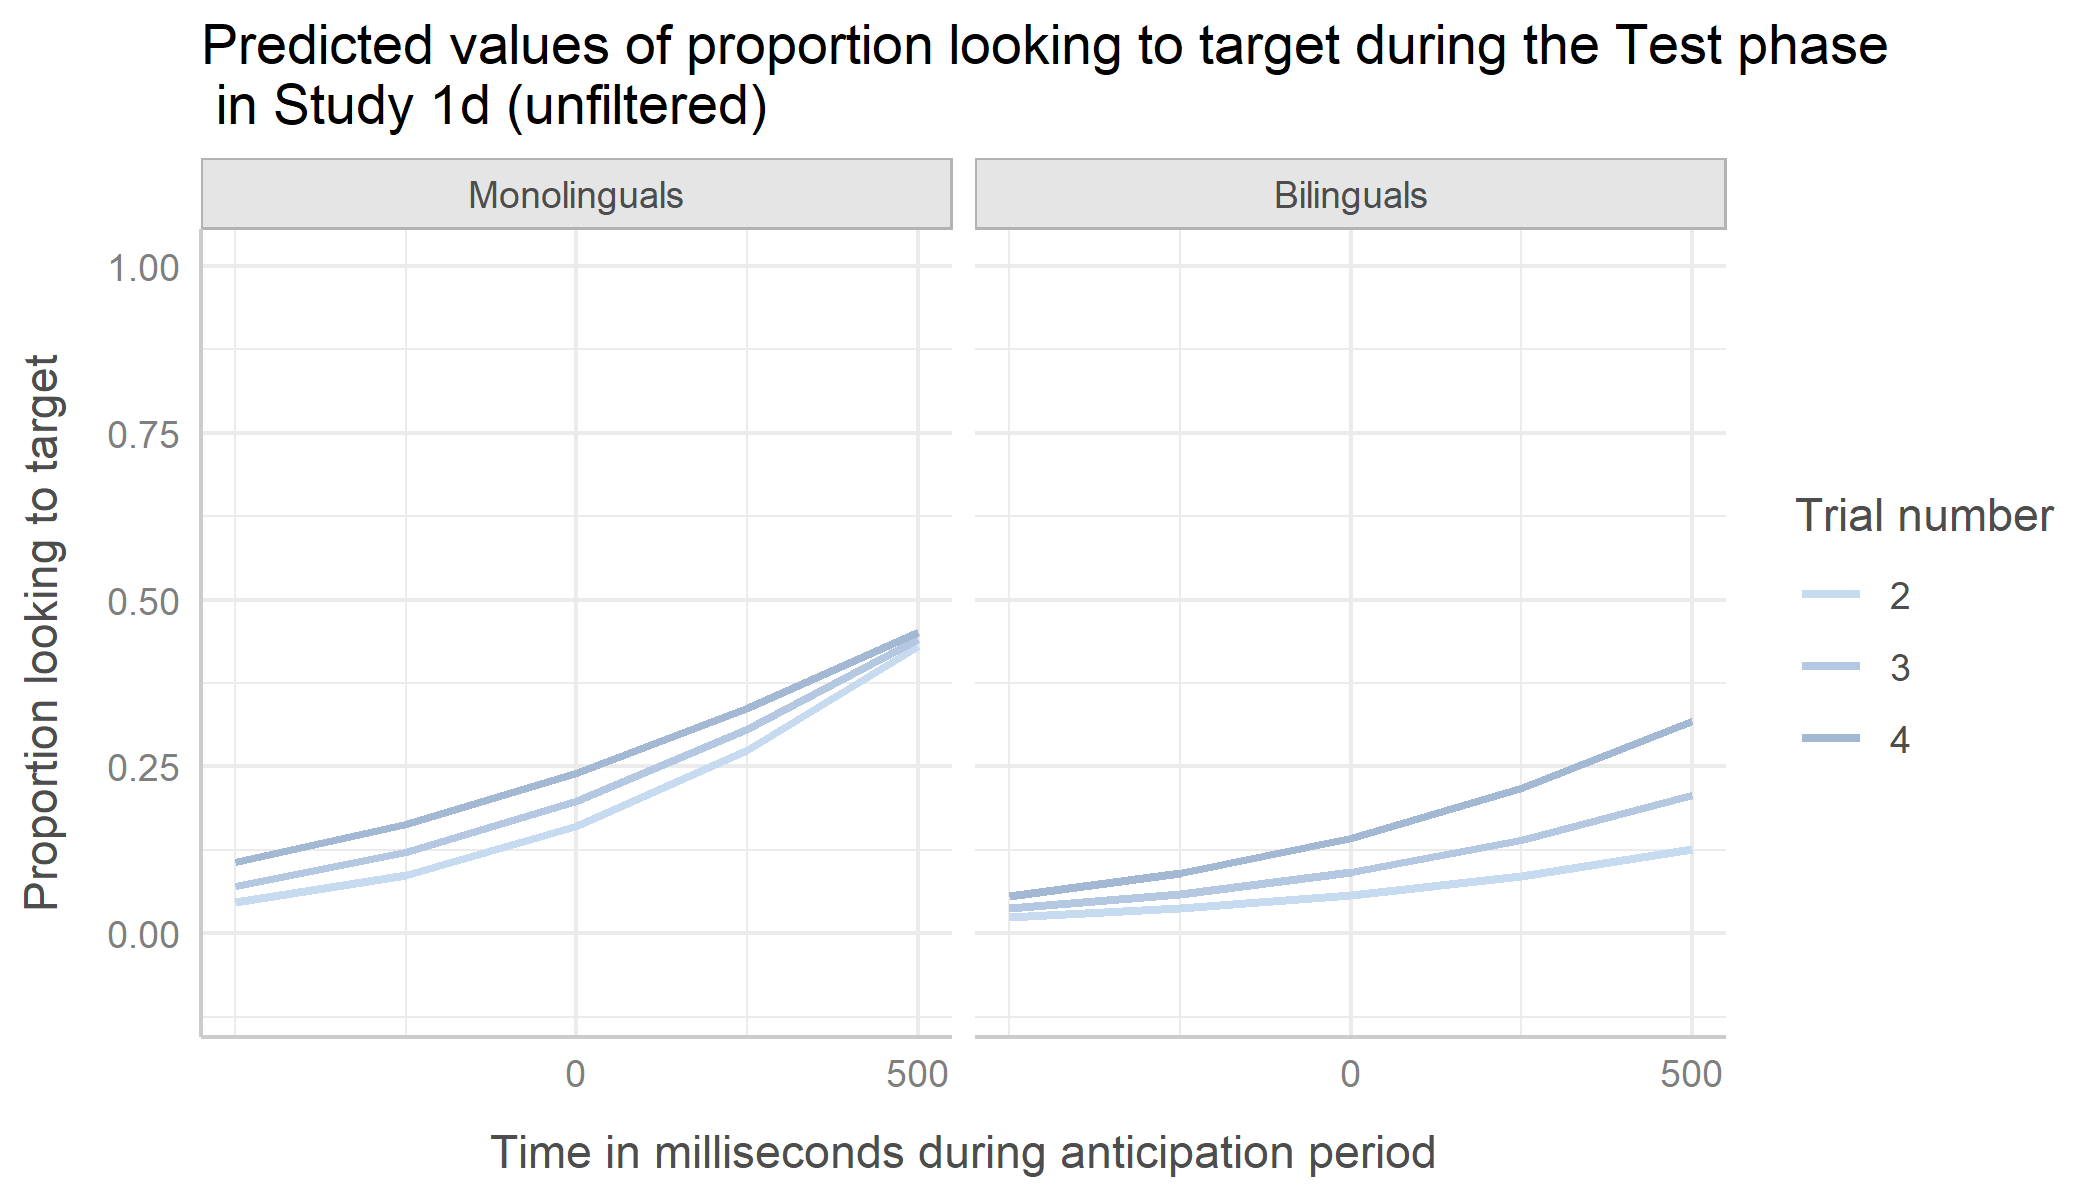 Predicted values of proportion looking to target during the Test phase
in Study 1d (unfiltered)
Monolinguals
Bilinguals
1.00
0.75
0.50
0.25
0.00
Proportion looking to target
0
500
0
500
Time in milliseconds during anticipation period
Trial number
2
3
4